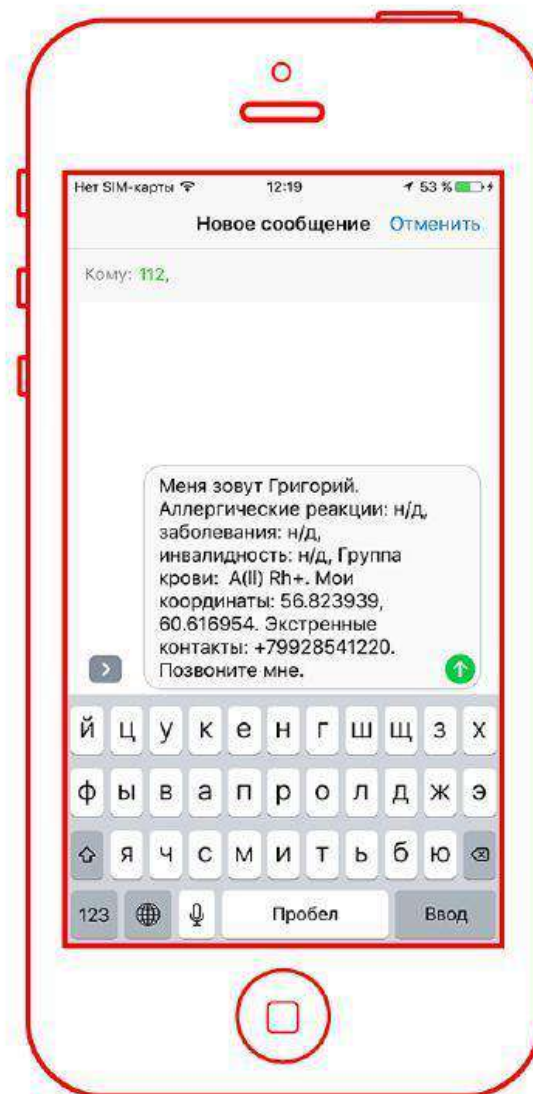 Нет SIM-карты 12:19 53 %
Новое сообщение Отменить
Кому: 112,
Меня зовут Григорий.
Аллергические реакции: н/д,
заболевания: н/д,
инвалидность: н/д, Группа
крови: A(II) Rh+. Мои
координаты: 56.823939,
60.616954. Экстренные
контакты: +79928541220.
Позвоните мне.
й ц у к е н г ш щ з х
ф ы в а п р о л д ж э
я ч с м и т ь б ю
123 Пробел Ввод